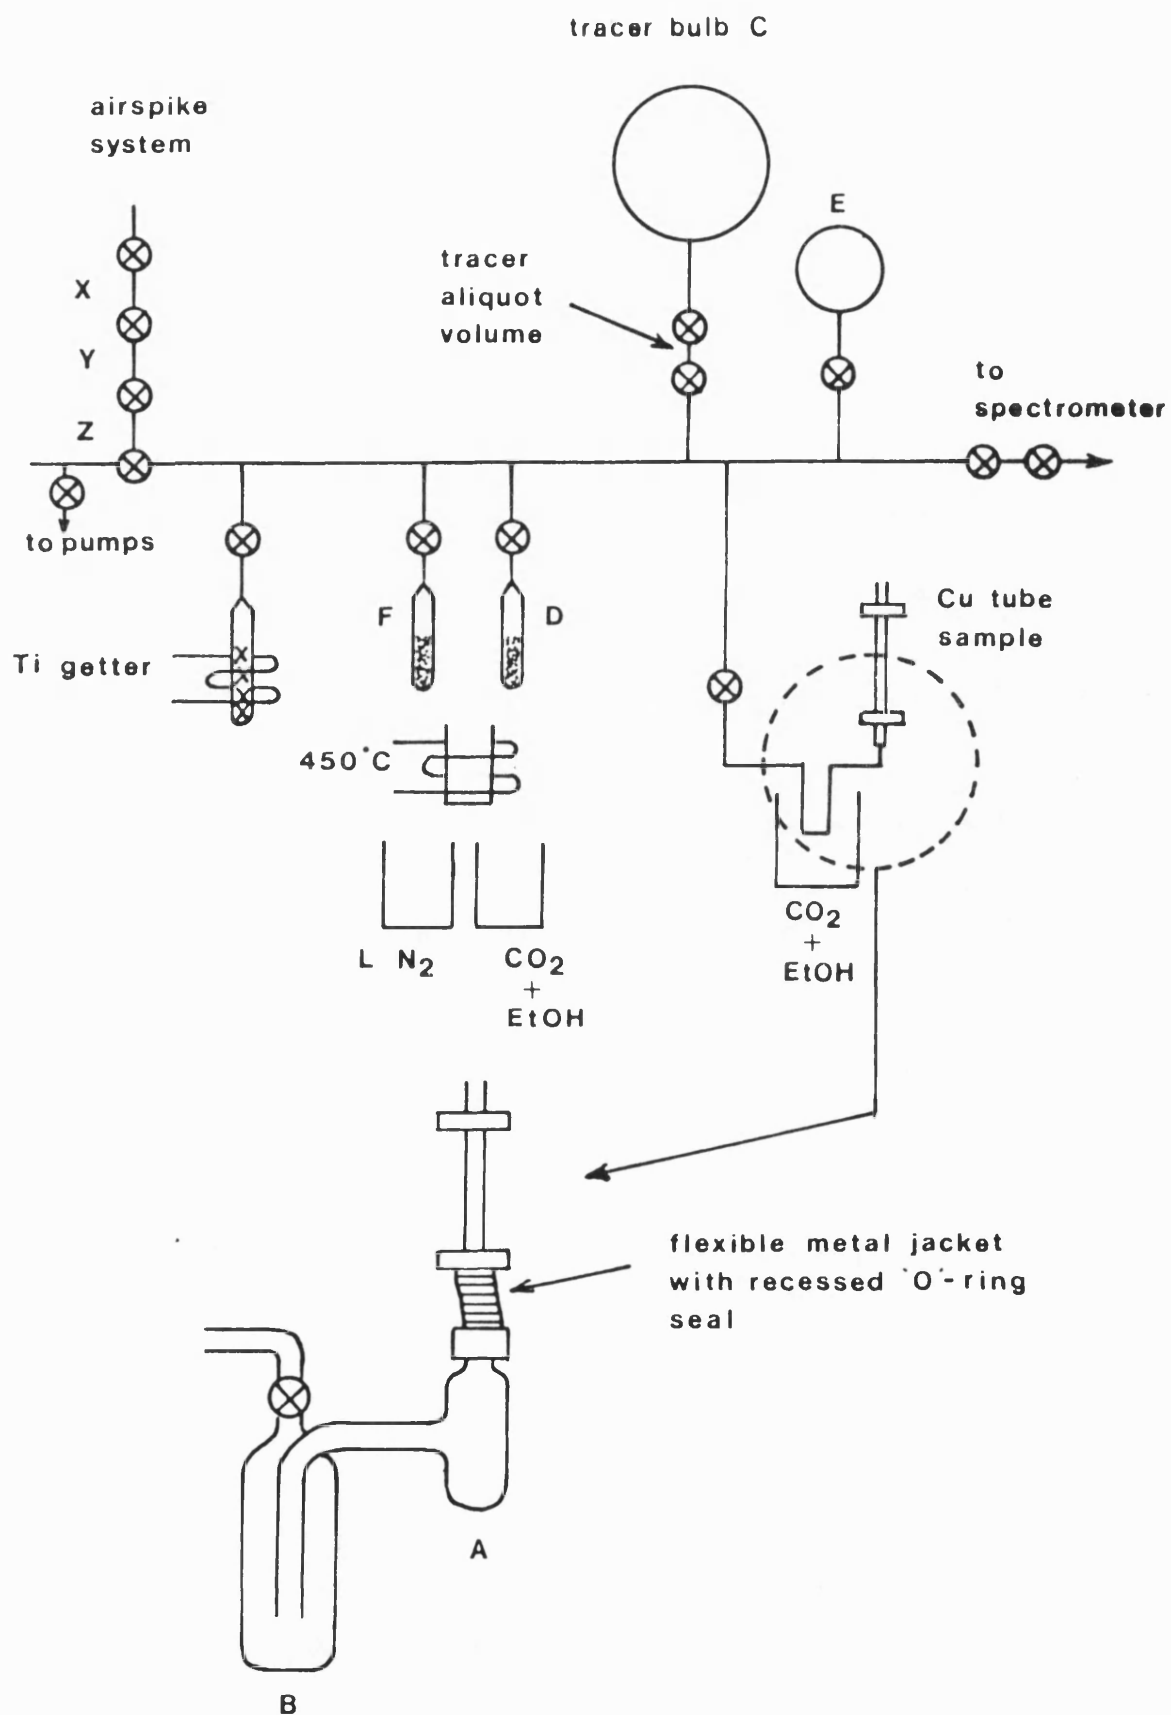 tracer bulb C
airspike
system
E
tracer
aliquot
volume
X
Y
Z
to
spectrometer
to pumps
F
D
Cu tube
sample
Ti getter
450°C
L N2
CO2
+
EtOH
CO2
+
EtOH
flexible metal jacket
with recessed 'O'-ring
seal
A
B